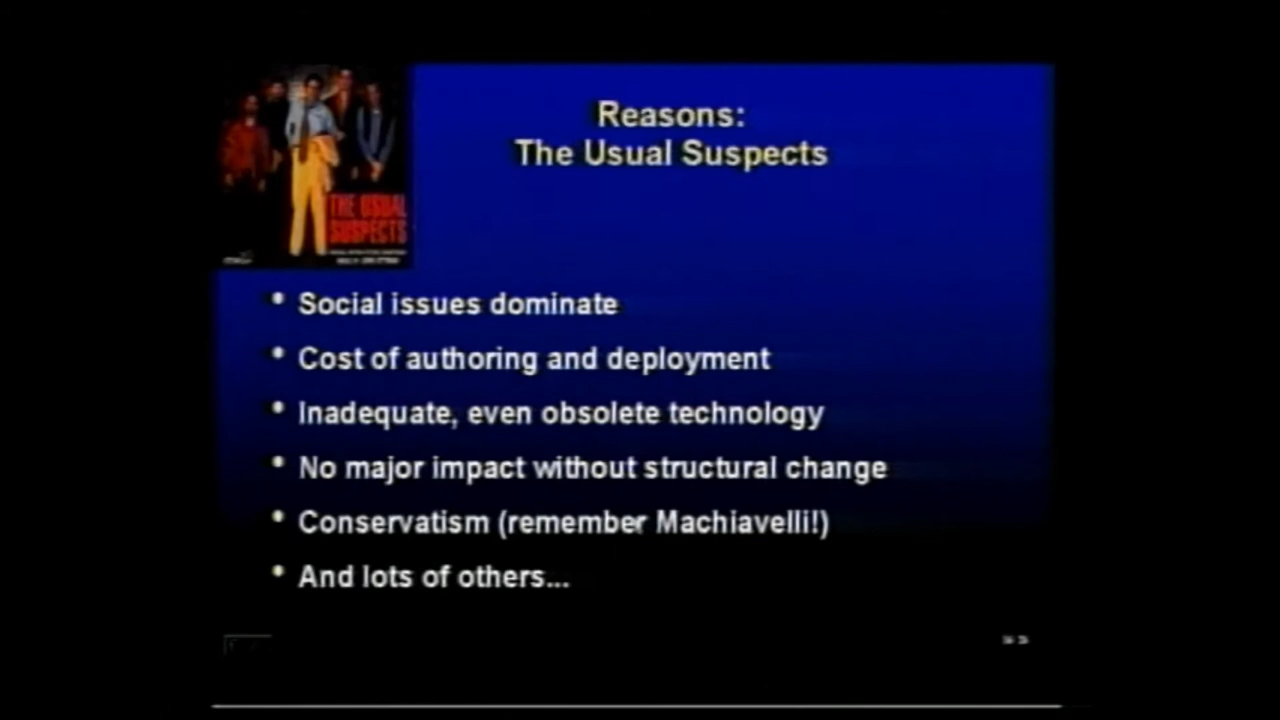 Reasons:
The Usual Suspects
THE USUAL
SUSPECTS
• Social issues dominate
• Cost of authoring and deployment
• Inadequate, even obsolete technology
• No major impact without structural change
• Conservatism (remember Machiavelli!)
• And lots of others...